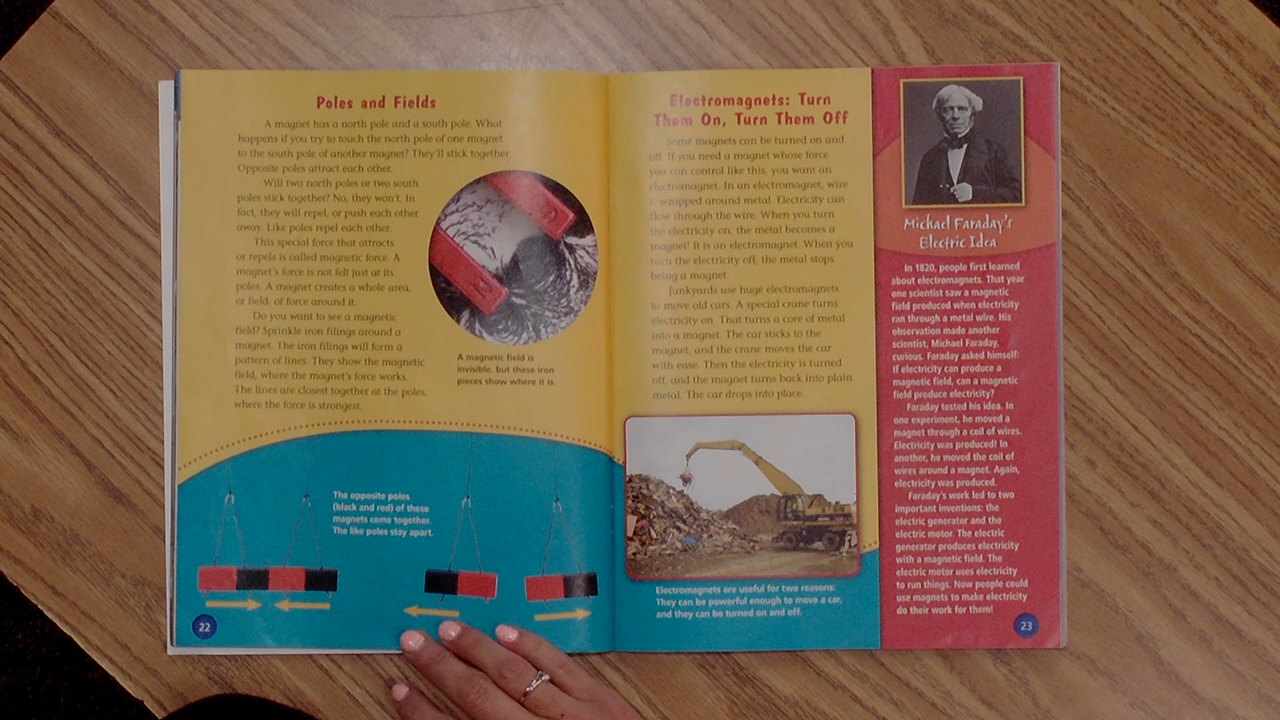 Poles and Fields
A magnet has a north pole and a south pole. What
happens if you try to touch the north pole of one magnet
to the south pole of another magnet? They'll stick together.
Opposite poles attract each other.
Will two north poles or two south
poles stick together? No, they won't. In
fact, they will repel, or push each other
away. Like poles repel each other.
This special force that attracts
or repels is called magnetic force. A
magnet's force is not felt just at its
poles. A magnet creates a whole area,
or field, of force around it.
Do you want to see a magnetic
field? Sprinkle iron filings around a
magnet. The iron filings will form a
pattern of lines. They show the magnetic
field, where the magnet's force works.
The lines are closest together at the poles,
where the force is strongest.
A magnetic field is
invisible, but these iron
pieces show where it is.
The opposite poles
(black and red) of these
magnets come together.
The like poles stay apart.
22
Electromagnets: Turn
Them On, Turn Them Off
Some magnets can be turned on and
off. If you need a magnet whose force
you can control like this, you want an
electromagnet. In an electromagnet, wire
is wrapped around metal. Electricity can
flow through the wire. When you turn
the electricity on, the metal becomes a
magnet! It is an electromagnet. When you
turn the electricity off, the metal stops
being a magnet.
Junkyards use huge electromagnets
to move old cars. A special crane turns
electricity on. That turns a core of metal
into a magnet. The car sticks to the
magnet, and the crane moves the car
with ease. Then the electricity is turned
off, and the magnet turns back into plain
metal. The car drops into place.
Electromagnets are useful for two reasons:
They can be powerful enough to move a car,
and they can be turned on and off.
Michael Faraday's
Electric Idea
In 1820, people first learned
about electromagnets. That year
one scientist saw a magnetic
field produced when electricity
ran through a metal wire. His
observation made another
scientist, Michael Faraday,
curious. Faraday asked himself:
If electricity can produce a
magnetic field, can a magnetic
field produce electricity?
Faraday tested his idea. In
one experiment, he moved a
magnet through a coil of wires.
Electricity was produced! In
another, he moved the coil of
wires around a magnet. Again,
electricity was produced.
Faraday's work led to two
important inventions: the
electric generator and the
electric motor. The electric
generator produces electricity
with a magnetic field. The
electric motor uses electricity
to run things. Now people could
use magnets to make electricity
do their work for them!
23